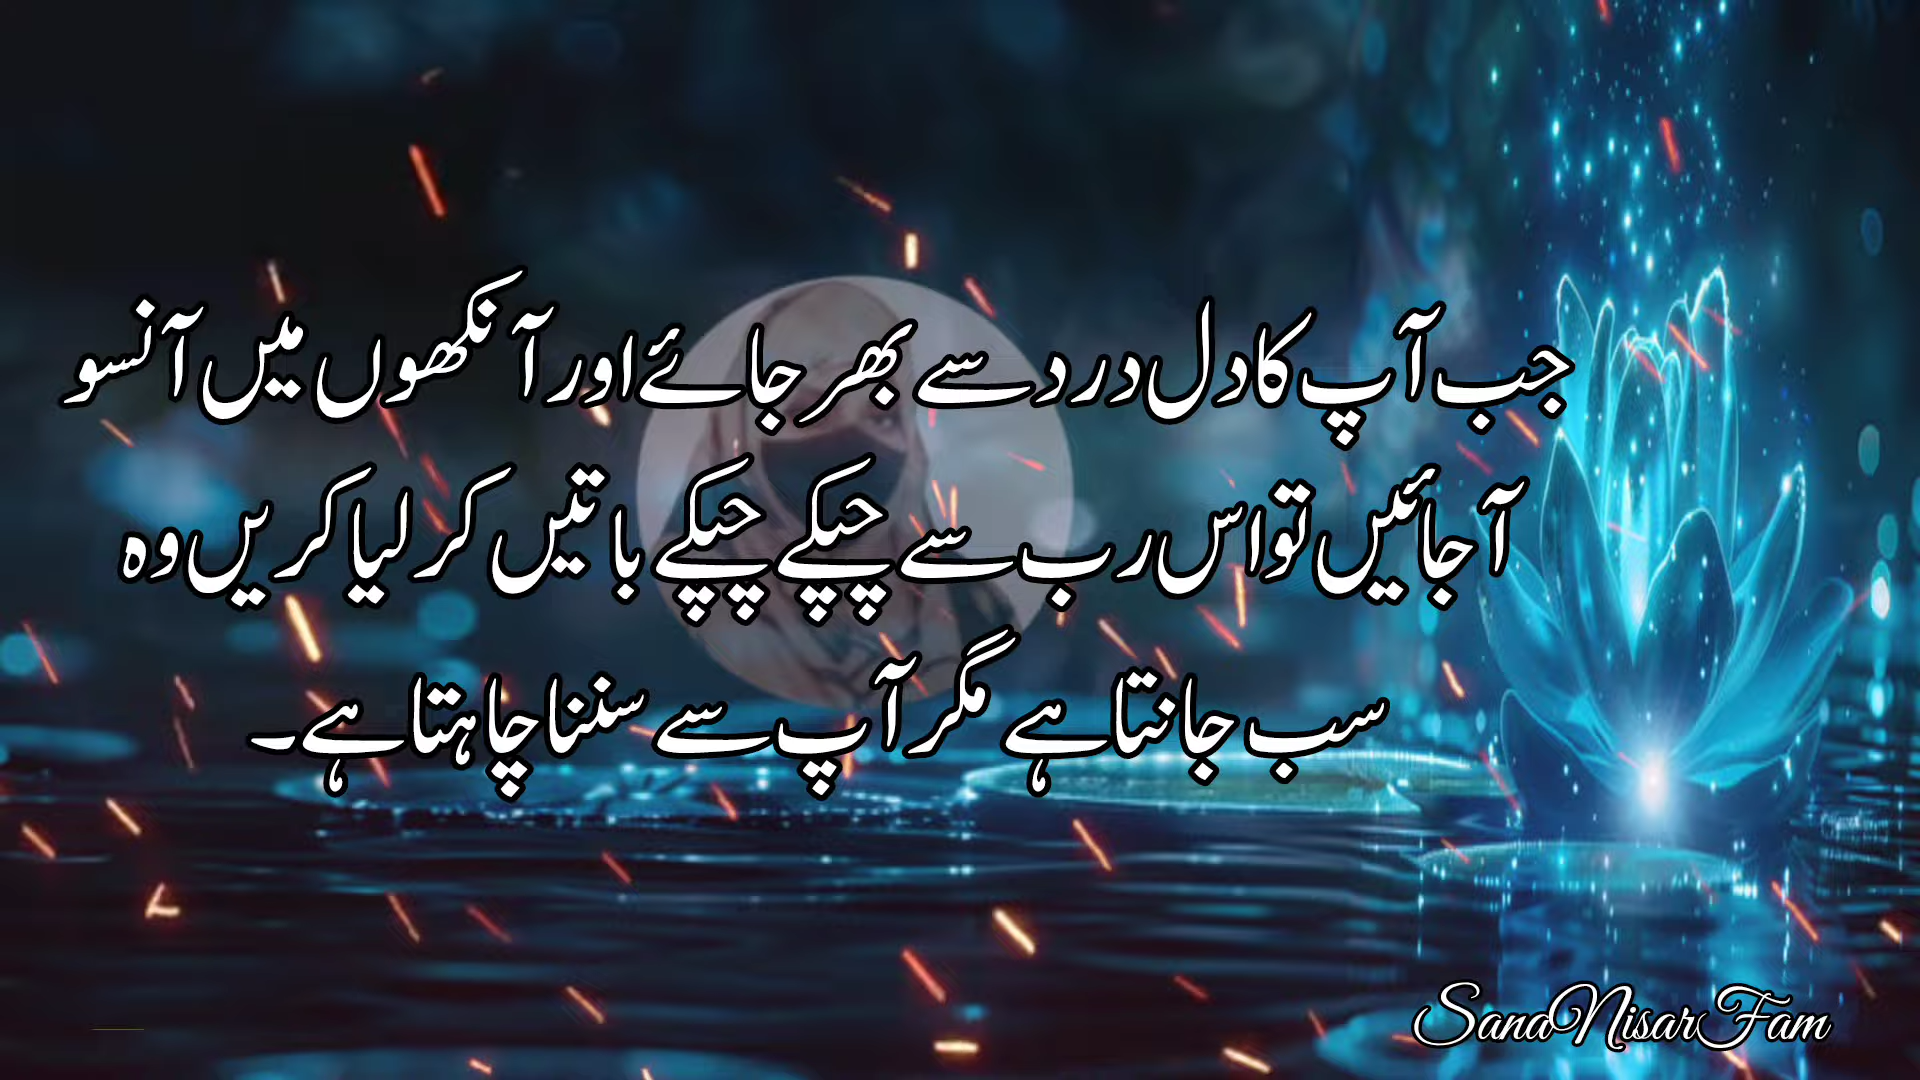 جب آپ کا دل درد سے بھر جائے اور آنکھوں میں آنسو
آجائیں تو اس رب سے چپکے چپکے باتیں کر لیا کریں وہ
سب جانتا ہے مگر آپ سے سننا چاہتا ہے۔
SanaNisarFam